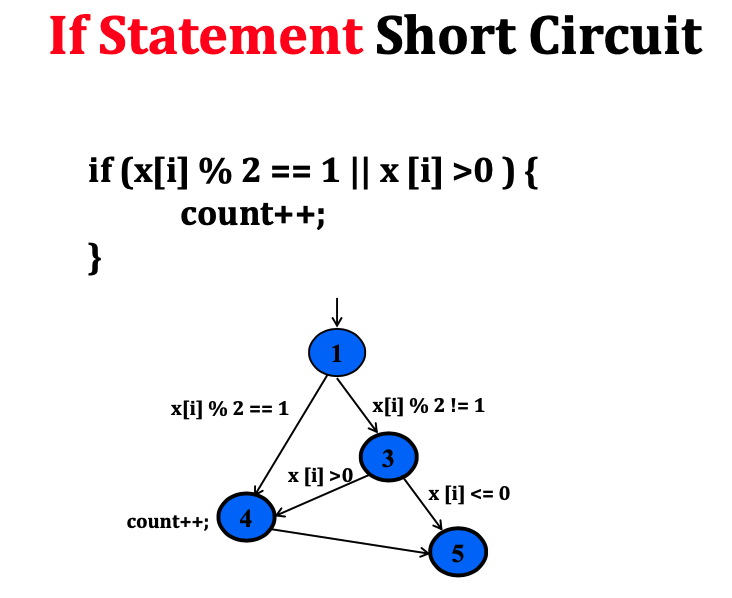 If Statement Short Circuit
if (x[i] % 2 == 1 || x [i] >0 ) {
count++;
}
1
x[i] % 2 == 1
x[i] % 2 != 1
3
x [i] >0
x [i] <= 0
count++;
4
5